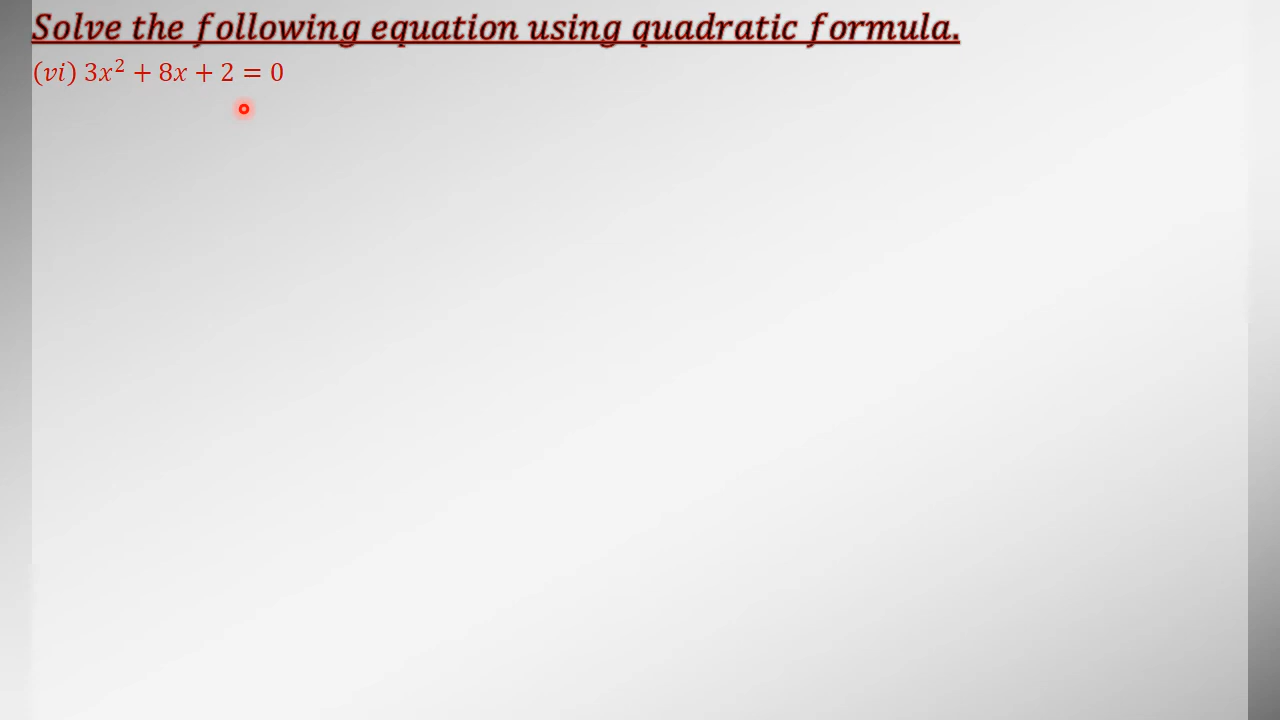 Solve the following equation using quadratic formula.
(vi) 3x² + 8x + 2 = 0